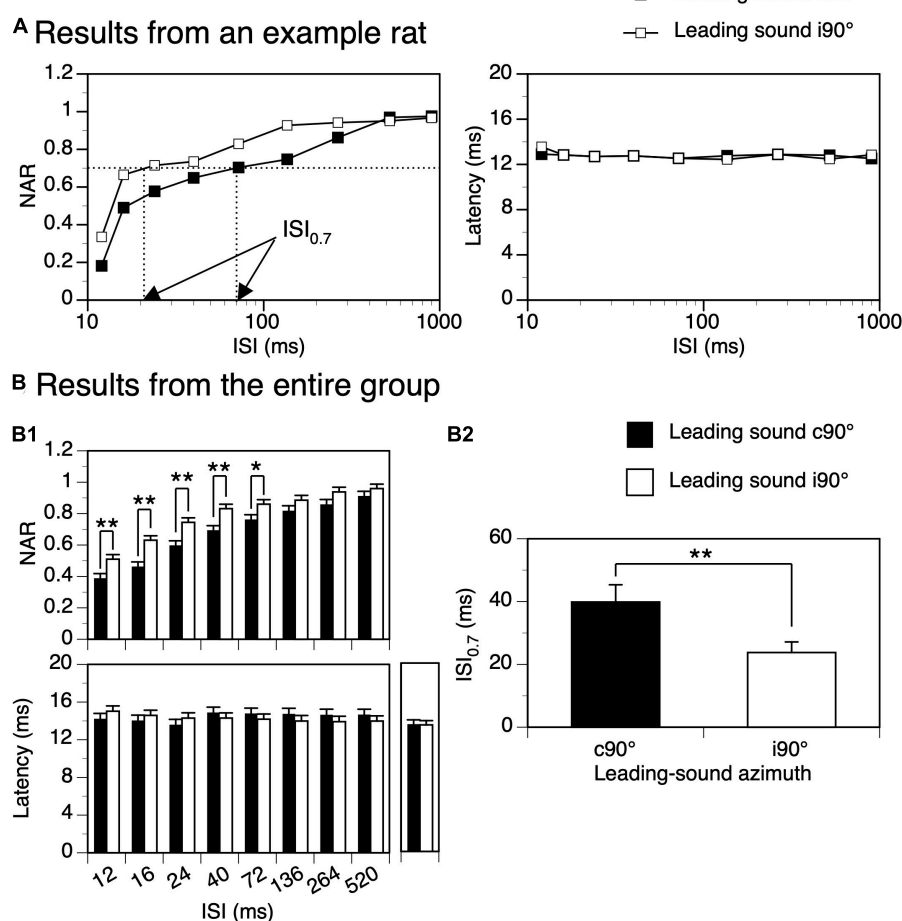 A Results from an example rat
Leading sound i90°
1.2
1
0.8
0.6
0.4
0.2
0
NAR
ISI0.7
10
100
1000
ISI (ms)
20
16
12
8
4
0
Latency (ms)
10
100
1000
ISI (ms)
B Results from the entire group
B1
1.2
1
0.8
0.6
0.4
0.2
0
NAR
**
**
**
**
*
20
16
12
8
4
0
Latency (ms)
12 16 24 40 72 136 264 520
ISI (ms)
B2
Leading sound c90°
Leading sound i90°
60
40
20
0
ISI0.7 (ms)
**
c90° i90°
Leading-sound azimuth